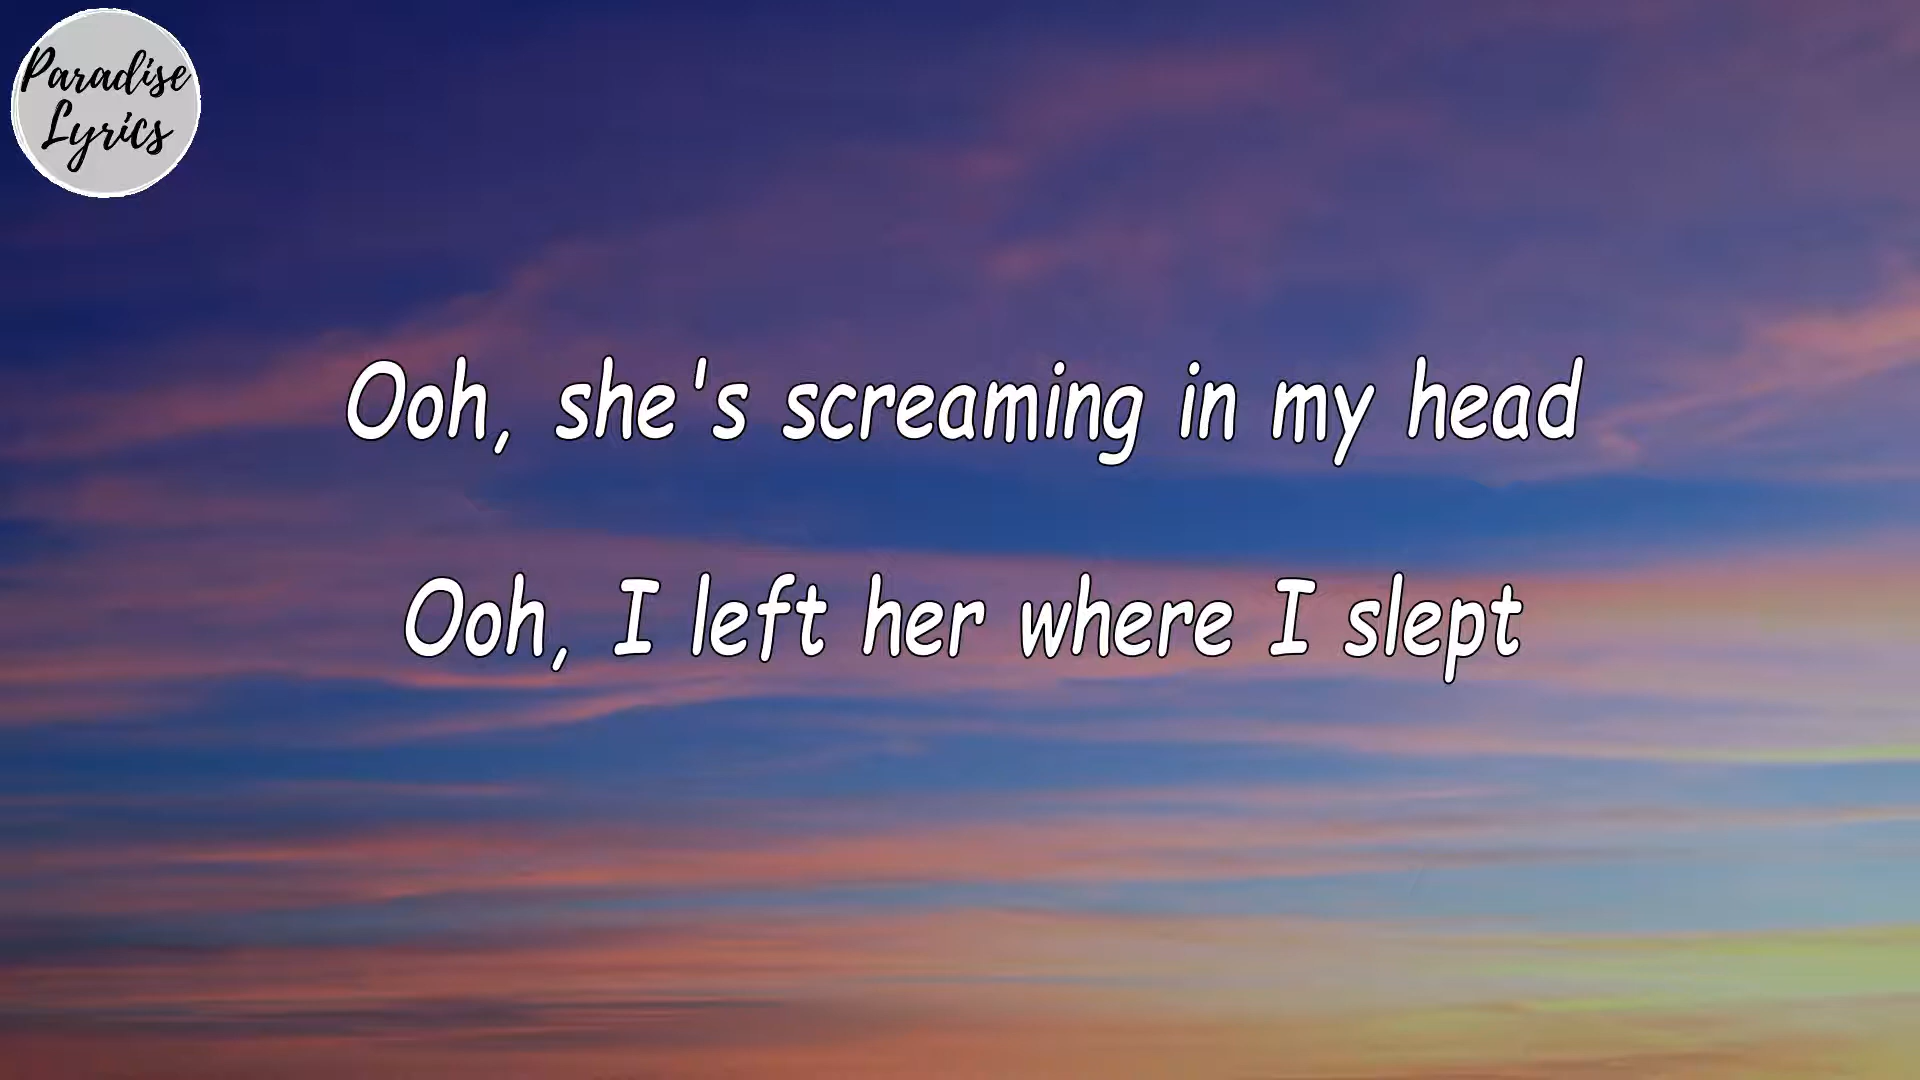 Paradise
Lyrics
Ooh, she's screaming in my head
Ooh, I left her where I slept